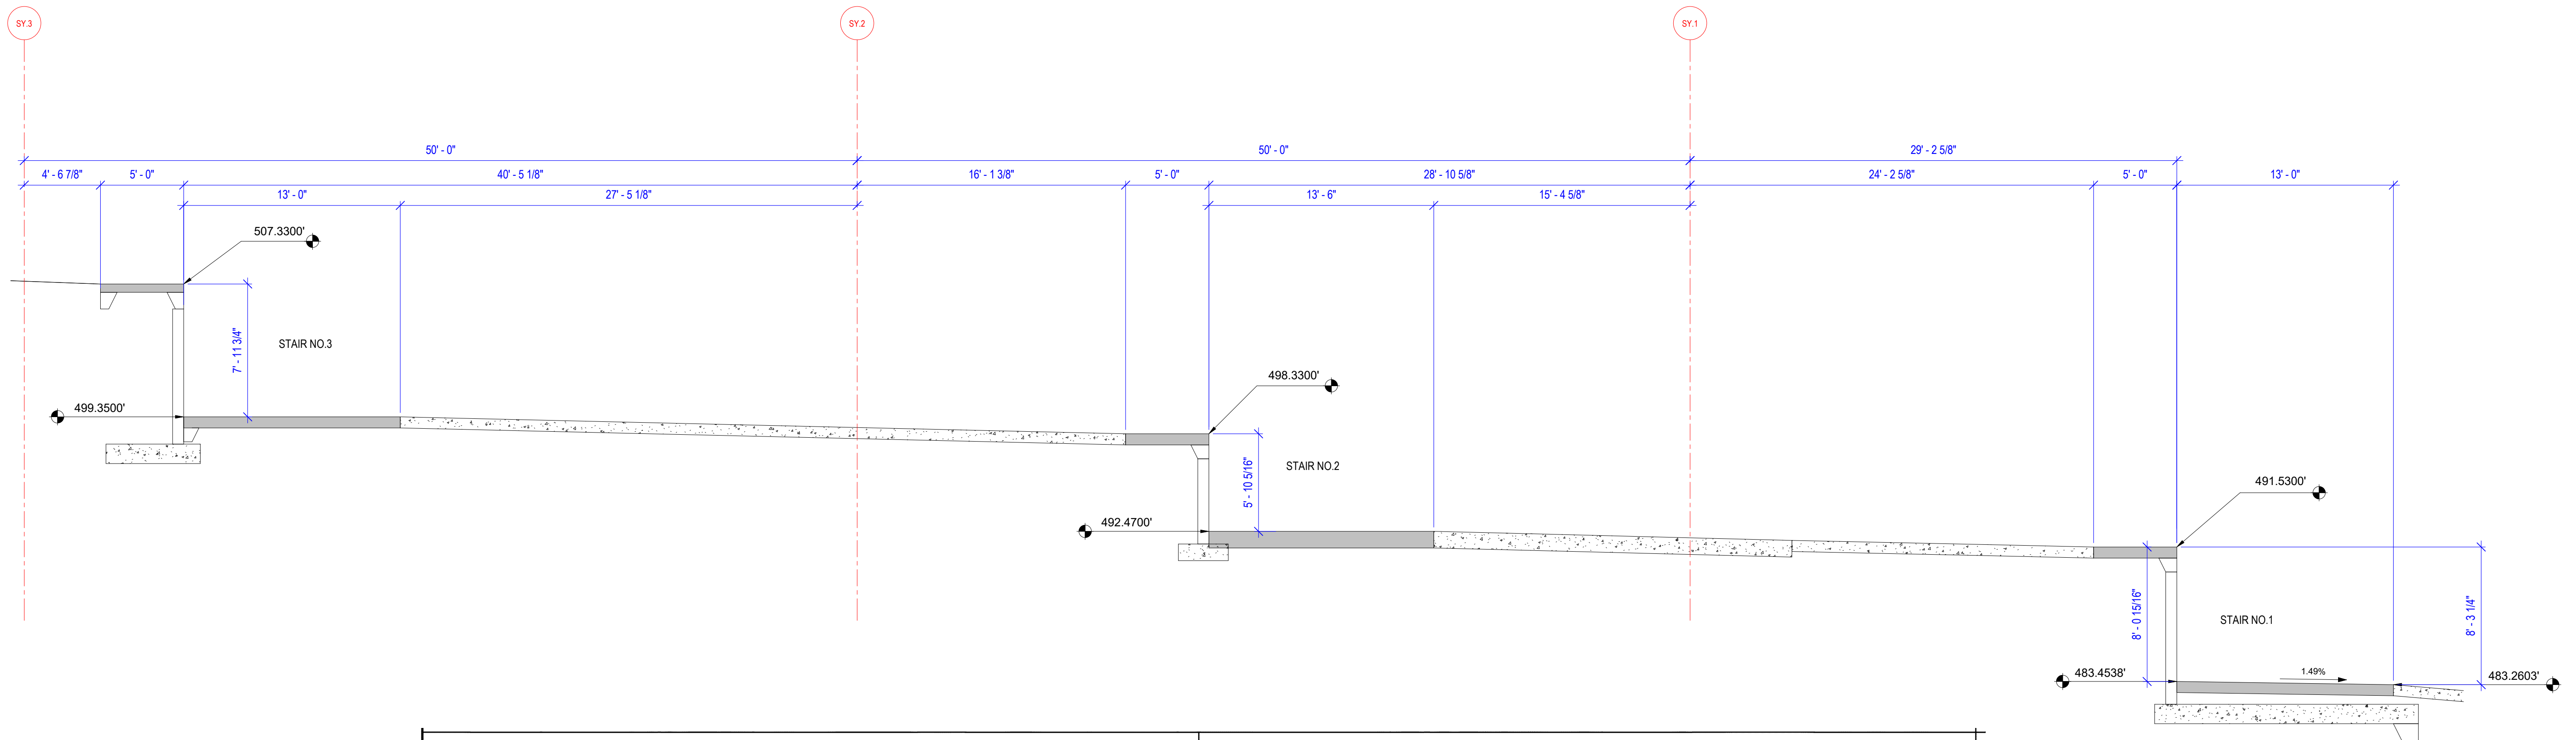 SY.3
SY.2
SY.1
50' - 0"
50' - 0"
29' - 2 5/8"
4' - 6 7/8"
5' - 0"
40' - 5 1/8"
16' - 1 3/8"
5' - 0"
28' - 10 5/8"
24' - 2 5/8"
5' - 0"
13' - 0"
13' - 0"
27' - 5 1/8"
13' - 6"
15' - 4 5/8"
507.3300'
7' - 11 3/4"
STAIR NO.3
499.3500'
498.3300'
5' - 10 5/16"
STAIR NO.2
492.4700'
491.5300'
8' - 0 15/16"
STAIR NO.1
8' - 3 1/4"
1.49%
483.4538'
483.2603'